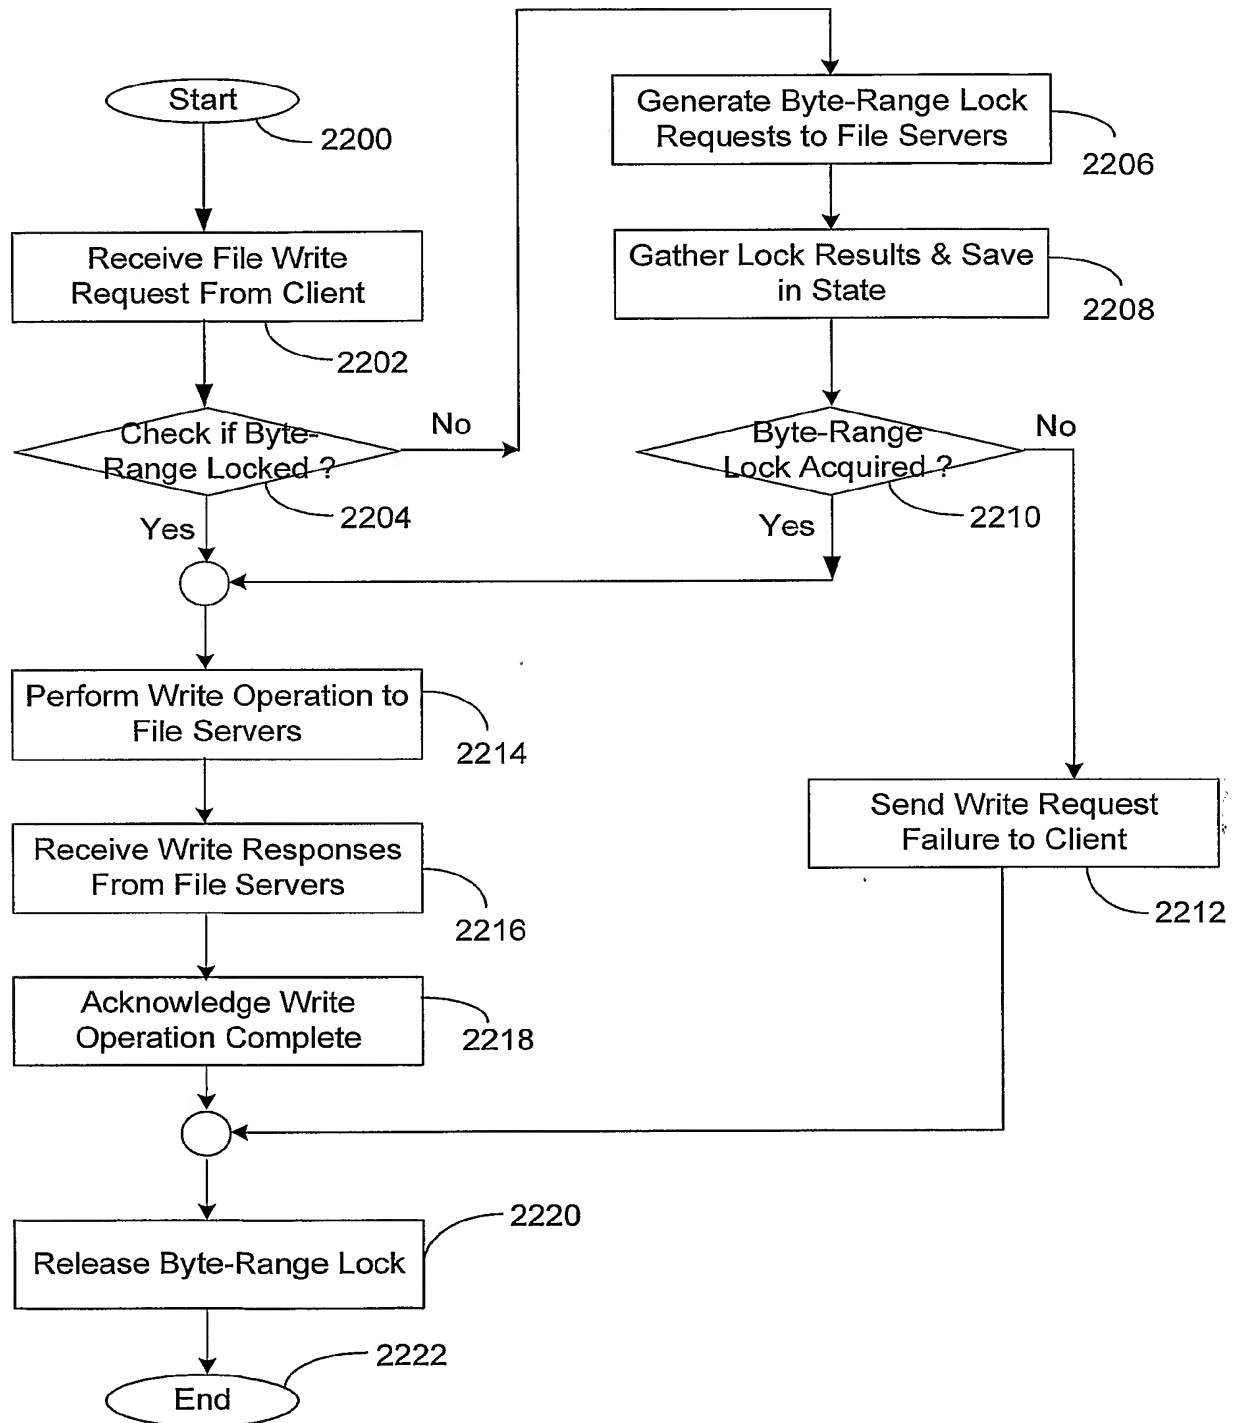 Start
2200
Receive File Write
Request From Client
2202
Check if Byte-
Range Locked ?
2204
No
Yes
Generate Byte-Range Lock
Requests to File Servers
2206
Gather Lock Results & Save
in State
2208
Byte-Range
Lock Acquired ?
2210
No
Yes
Perform Write Operation to
File Servers
2214
Receive Write Responses
From File Servers
2216
Acknowledge Write
Operation Complete
2218
Send Write Request
Failure to Client
2212
Release Byte-Range Lock
2220
End
2222